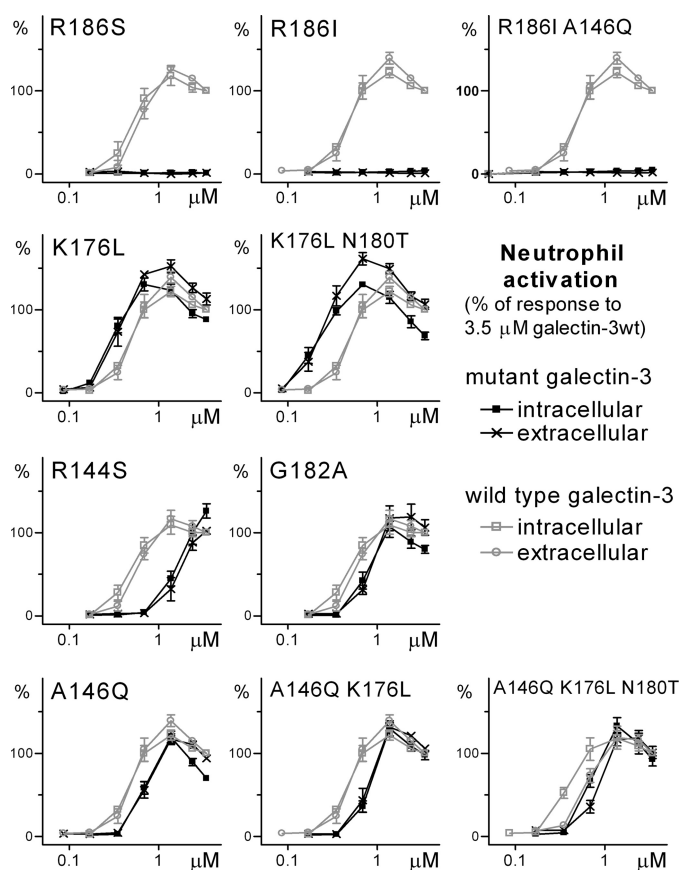 % R186S % R186I % R186I A146Q
100 100 100
0 0 0
0.1 1 μM 0.1 1 μM 0.1 1 μM
% K176L % K176L N180T
100 100
0 0
0.1 1 μM 0.1 1 μM
Neutrophil
activation
(% of response to
3.5 μM galectin-3wt)
mutant galectin-3
intracellular
extracellular
wild type galectin-3
intracellular
extracellular
% R144S % G182A
100 100
0 0
0.1 1 μM 0.1 1 μM
% A146Q % A146Q K176L % A146Q K176L N180T
100 100 100
0 0 0
0.1 1 μM 0.1 1 μM 0.1 1 μM